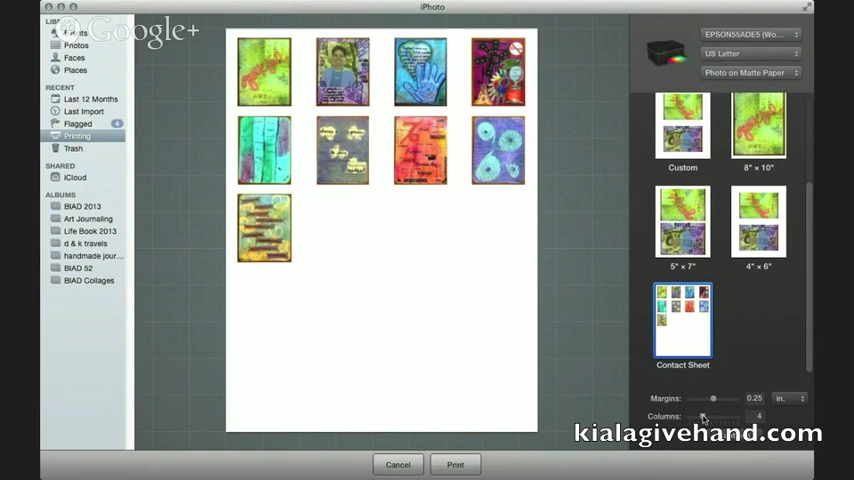 iPhoto
Google+
LIBRARY
Events
Photos
Faces
Places
RECENT
Last 12 Months
Last Import
Flagged 4
Printing
Trash
SHARED
iCloud
ALBUMS
BIAD 2013
Art Journaling
Life Book 2013
d & k travels
handmade jour...
BIAD 52
BIAD Collages
EPSON55ADE5 (Wo...
US Letter
Photo on Matte Paper
Custom
8" × 10"
5" × 7"
4" × 6"
Contact Sheet
Margins: 0.25 in.
Columns: 4
kialagivehand.com
Cancel Print